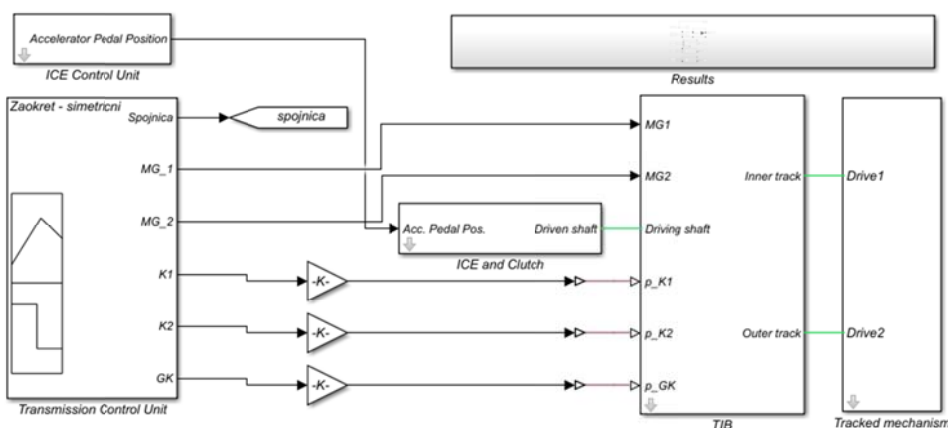 Accelerator Pedal Position
ICE Control Unit
Results
Zaokret - simetricni
Spojnica
spojnica
MG_1
MG_2
K1
K2
GK
Transmission Control Unit
Acc. Pedal Pos.
Driven shaft
ICE and Clutch
-K-
-K-
-K-
MG1
MG2
Driving shaft
p_K1
p_K2
p_GK
Inner track
Outer track
TIB
Drive1
Drive2
Tracked mechanism